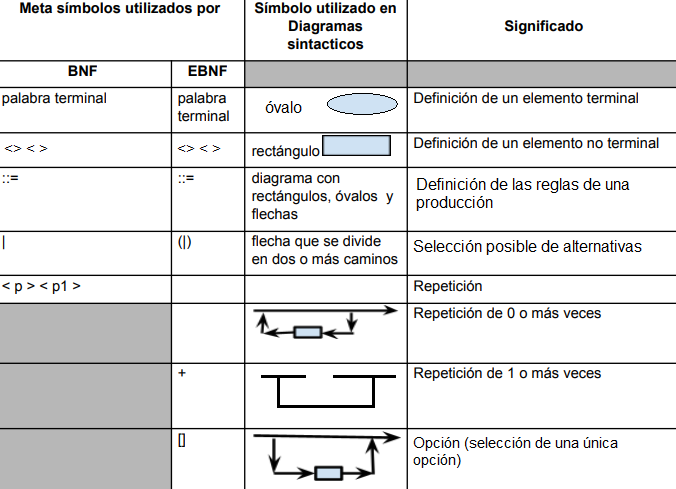 Meta símbolos utilizados por
Símbolo utilizado en
Diagramas
sintacticos
Significado
BNF
EBNF
palabra terminal
palabra
terminal
óvalo
Definición de un elemento terminal
<> < >
<> < >
rectángulo
Definición de un elemento no terminal
::=
::=
diagrama con
rectángulos, óvalos y
flechas
Definición de las reglas de una
producción
|
(|)
flecha que se divide
en dos o más caminos
Selección posible de alternativas
< p > < p1 >
Repetición
Repetición de 0 o más veces
+
Repetición de 1 o más veces
[]
Opción (selección de una única
opción)